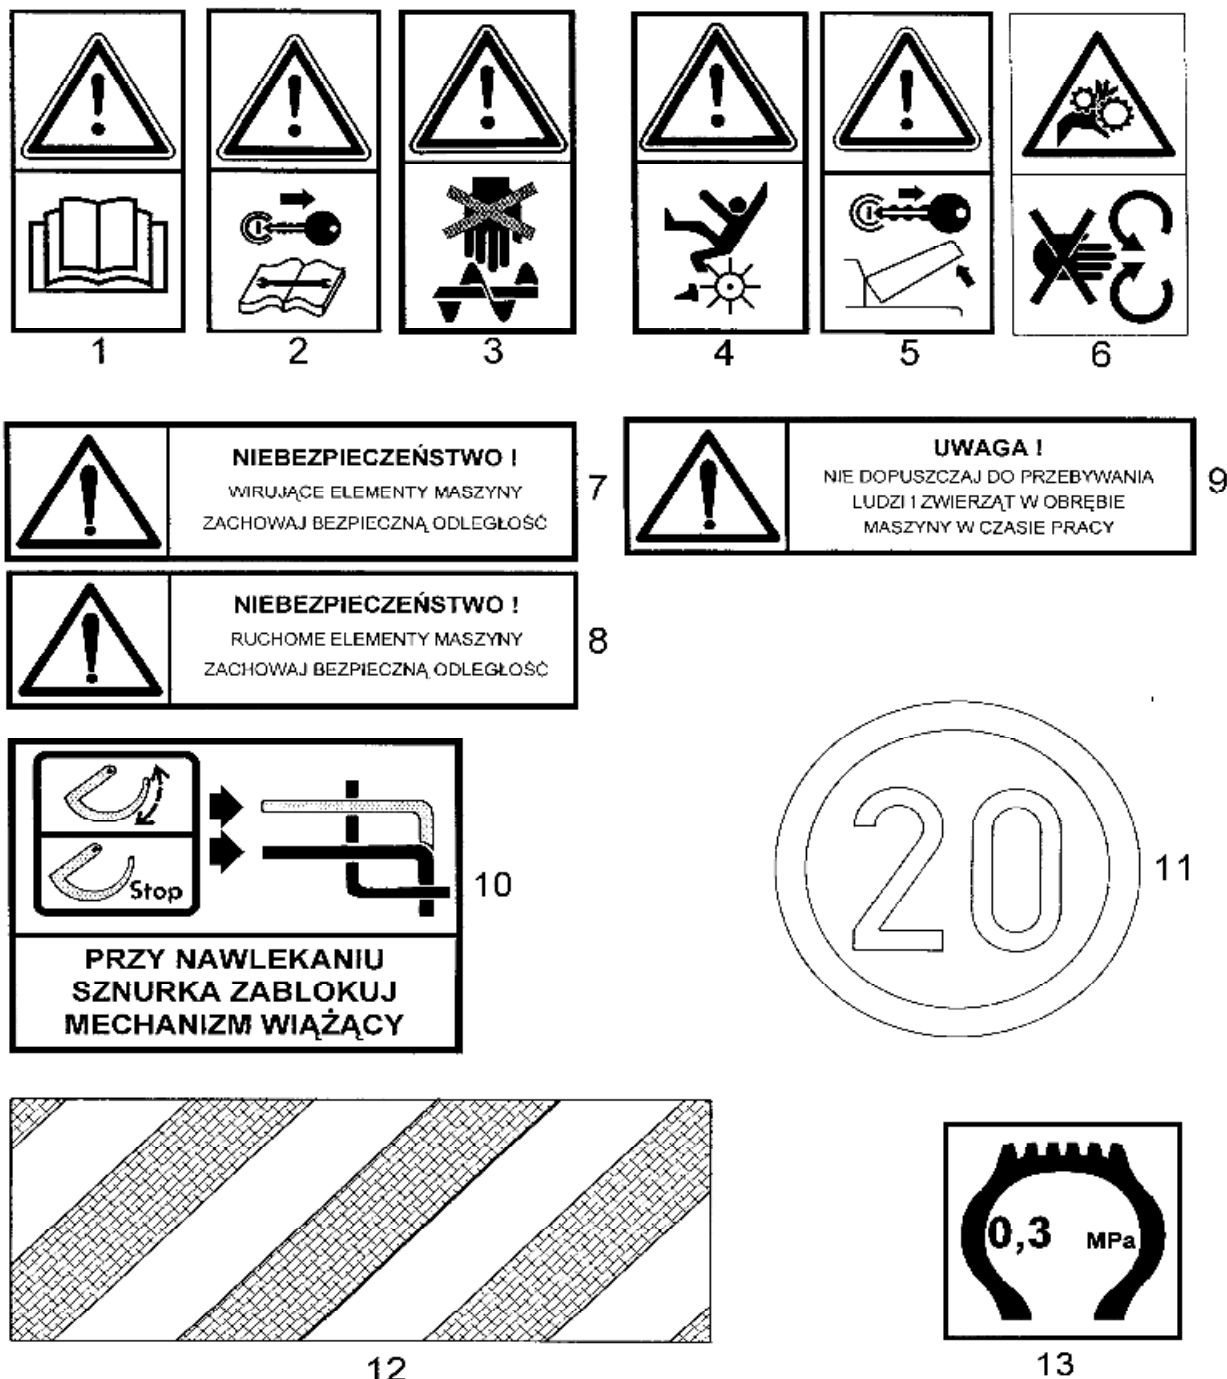 1
2
3
4
5
6
NIEBEZPIECZEŃSTWO !
WIRUJĄCE ELEMENTY MASZYNY
ZACHOWAJ BEZPIECZNĄ ODLEGŁOŚĆ
7
UWAGA !
NIE DOPUSZCZAJ DO PRZEBYWANIA
LUDZI I ZWIERZĄT W OBRĘBIE
MASZYNY W CZASIE PRACY
9
NIEBEZPIECZEŃSTWO !
RUCHOME ELEMENTY MASZYNY
ZACHOWAJ BEZPIECZNĄ ODLEGŁOŚĆ
8
Stop
10
PRZY NAWLEKANIU
SZNURKA ZABLOKUJ
MECHANIZM WIĄŻĄCY
20
11
12
0,3 MPa
13